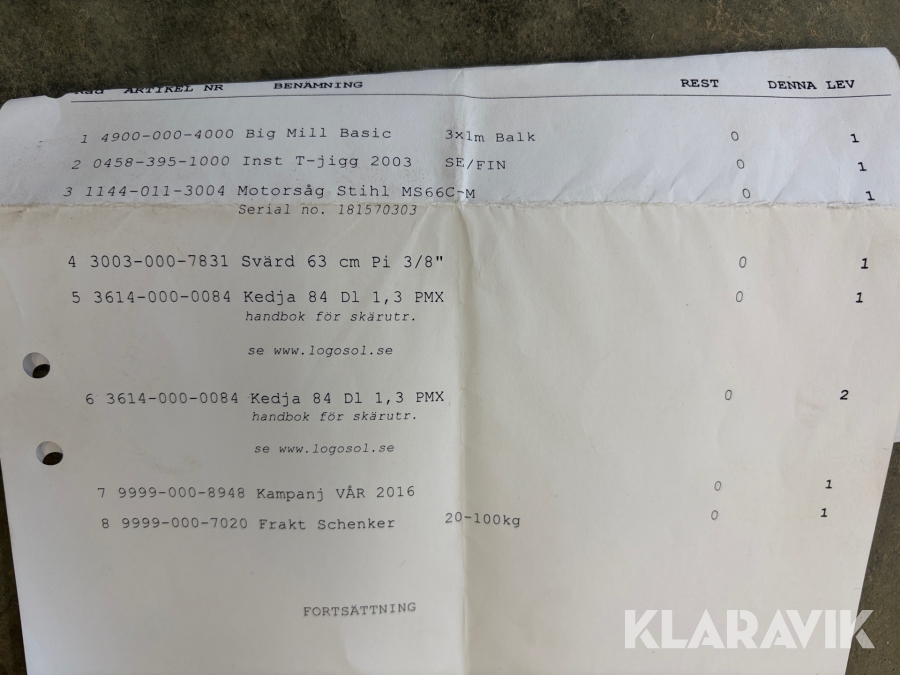 Rad ARTIKEL NR BENÄMNING REST DENNA LEV
1 4900-000-4000 Big Mill Basic 3x1m Balk 0 1
2 0458-395-1000 Inst T-jigg 2003 SE/FIN 0 1
3 1144-011-3004 Motorsåg Stihl MS66C-M 0 1
Serial no. 181570303
4 3003-000-7831 Svärd 63 cm Pi 3/8" 0 1
5 3614-000-0084 Kedja 84 Dl 1,3 PMX 0 1
handbok för skärutr.
se www.logosol.se
6 3614-000-0084 Kedja 84 Dl 1,3 PMX 0 2
handbok för skärutr.
se www.logosol.se
7 9999-000-8948 Kampanj VÅR 2016 0 1
8 9999-000-7020 Frakt Schenker 20-100kg 0 1
FORTSÄTTNING
KLARAVIK